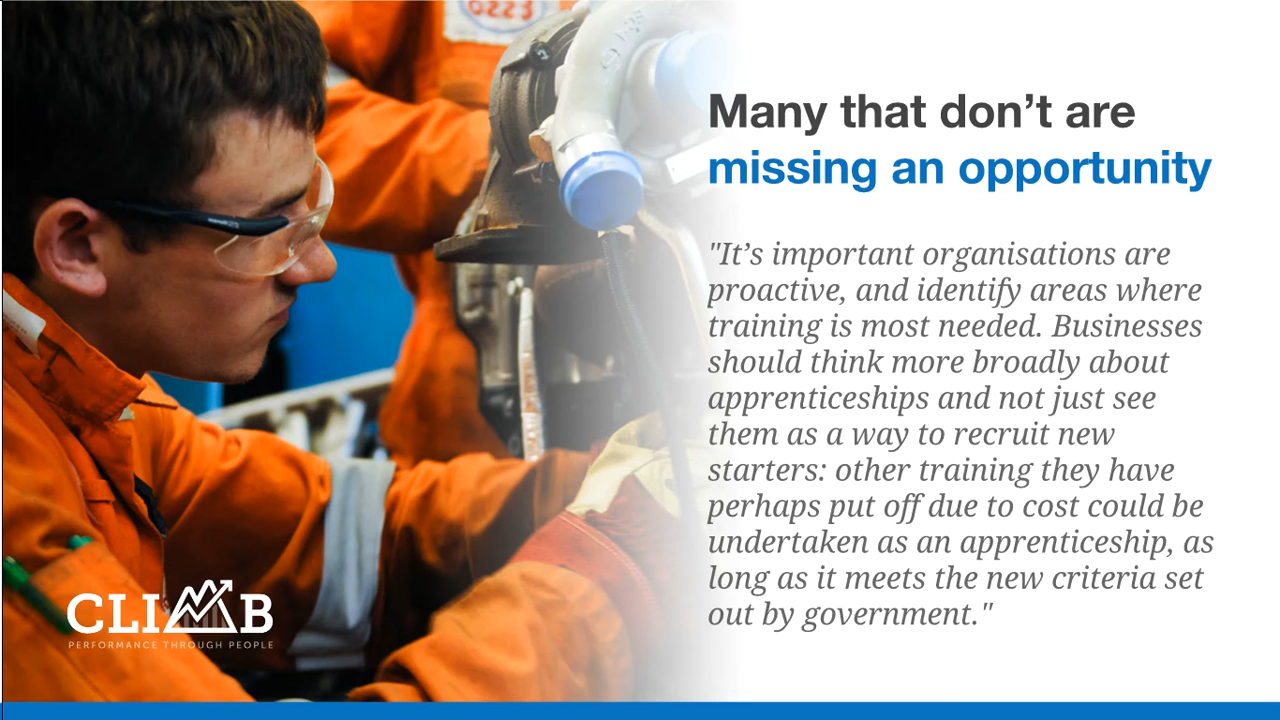 0223
Many that don’t are
missing an opportunity
"It’s important organisations are
proactive, and identify areas where
training is most needed. Businesses
should think more broadly about
apprenticeships and not just see
them as a way to recruit new
starters: other training they have
perhaps put off due to cost could be
undertaken as an apprenticeship, as
long as it meets the new criteria set
out by government."
CLIMB
PERFORMANCE THROUGH PEOPLE